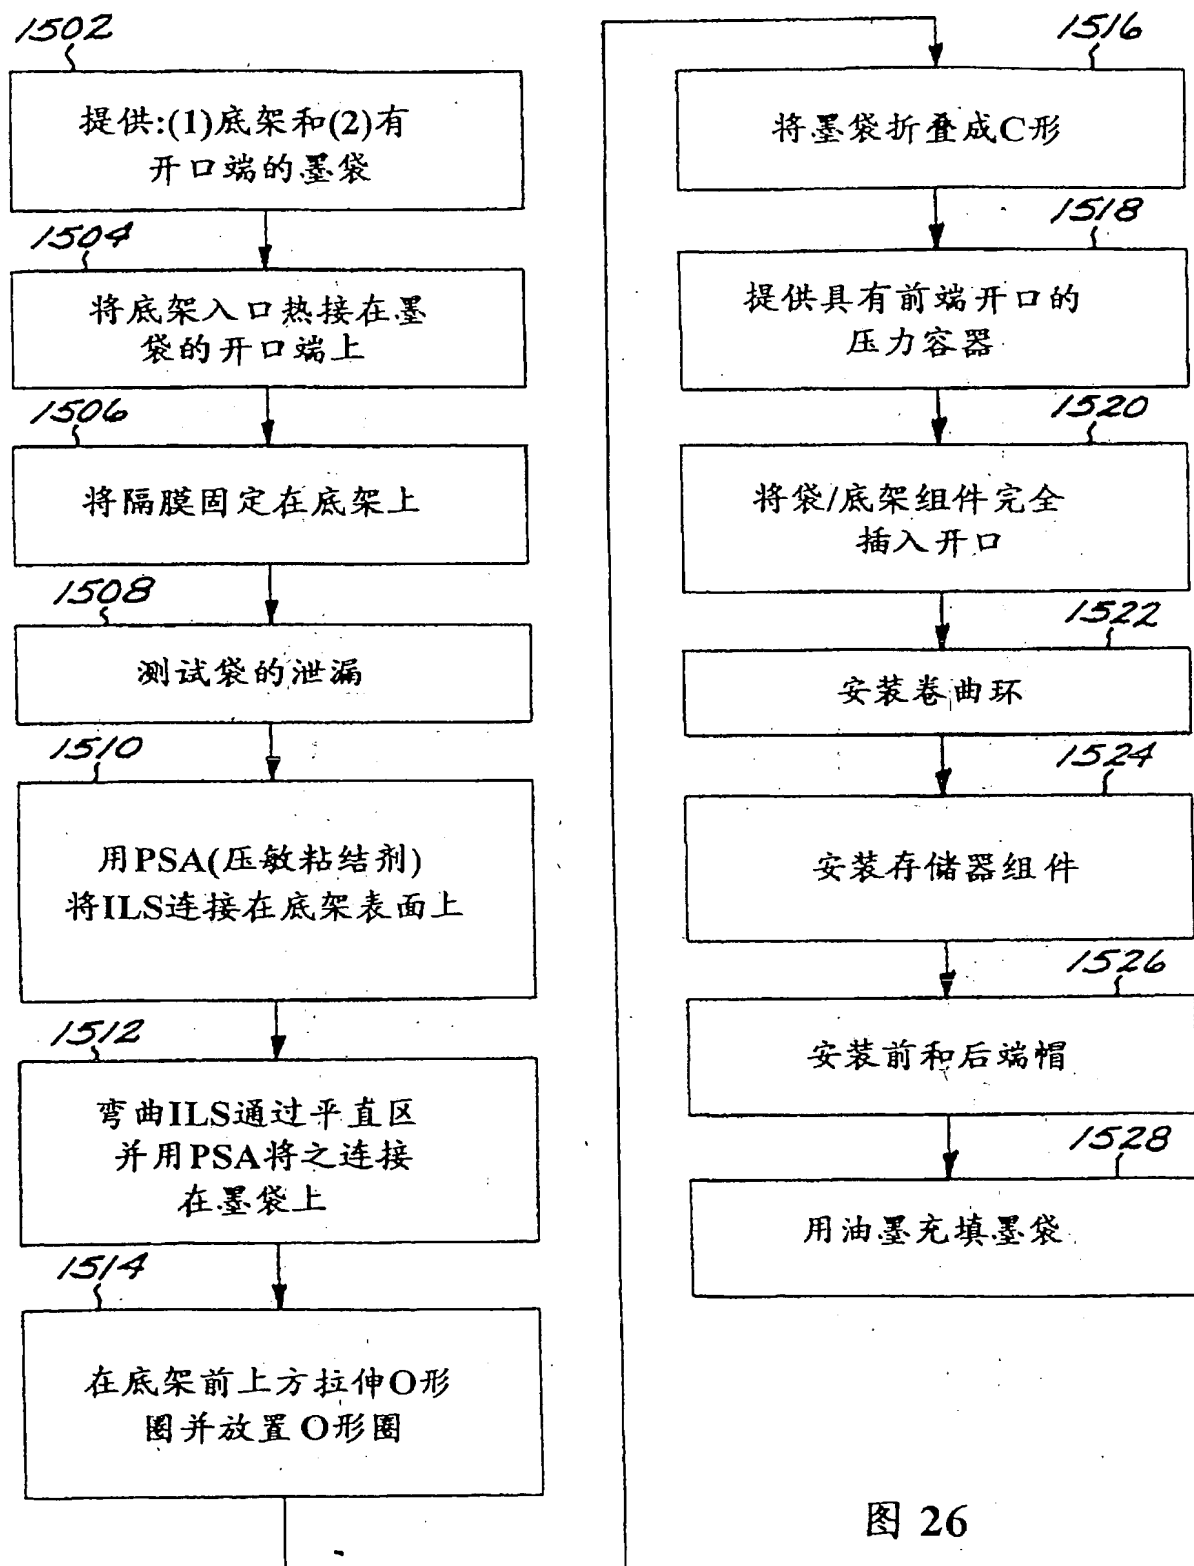 1502
提供:(1)底架和(2)有
开口端的墨袋
1504
将底架入口热接在墨
袋的开口端上
1506
将隔膜固定在底架上
1508
测试袋的泄漏
1510
用PSA(压敏粘结剂)
将ILS连接在底架表面上
1512
弯曲ILS通过平直区
并用PSA将之连接
在墨袋上
1514
在底架前上方拉伸O形
圈并放置O形圈
1516
将墨袋折叠成C形
1518
提供具有前端开口的
压力容器
1520
将袋/底架组件完全
插入开口
1522
安装卷曲环
1524
安装存储器组件
1526
安装前和后端帽
1528
用油墨充填墨袋
图 26